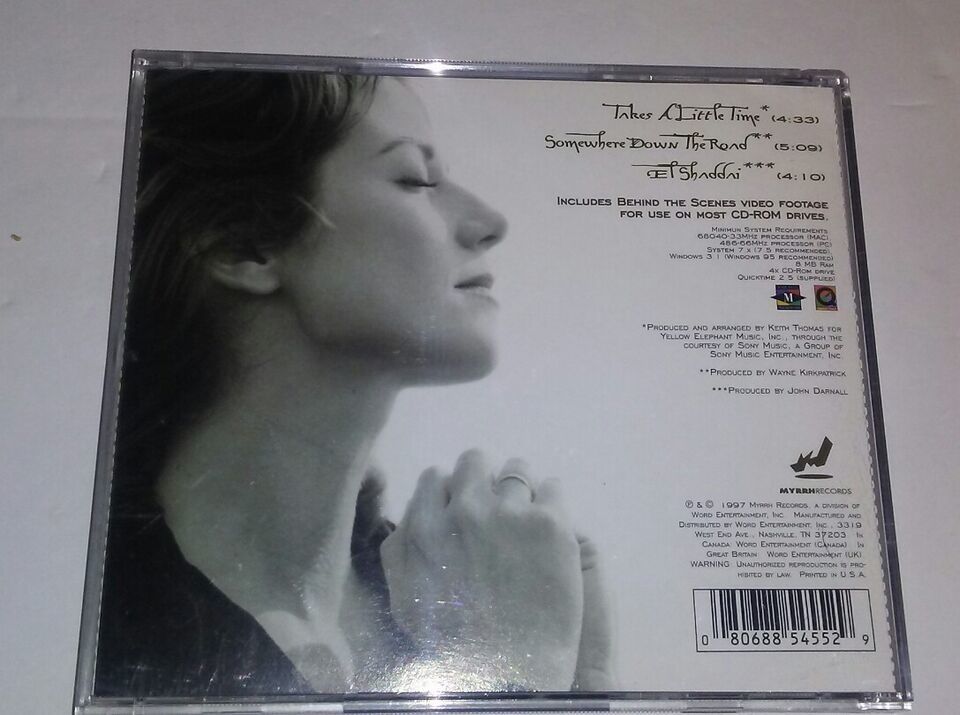 Takes A Little Time* (4:33)
Somewhere Down The Road** (5:09)
El Shaddai*** (4:10)
INCLUDES BEHIND THE SCENES VIDEO FOOTAGE
FOR USE ON MOST CD-ROM DRIVES.
MINIMUN SYSTEM REQUIREMENTS
68040-33MHZ PROCESSOR (MAC),
486-66MHZ PROCESSOR (PC)
SYSTEM 7.X (7.5 RECOMMENDED),
WINDOWS 3.1 (WINDOWS 95 RECOMMENDED)
8 MB RAM
4X CD-ROM DRIVE
QUICKTIME 2.5 (SUPPLIED)
M
*PRODUCED AND ARRANGED BY KEITH THOMAS FOR
YELLOW ELEPHANT MUSIC, INC., THROUGH THE
COURTESY OF SONY MUSIC, A GROUP OF
SONY MUSIC ENTERTAINMENT, INC.
**PRODUCED BY WAYNE KIRKPATRICK
***PRODUCED BY JOHN DARNALL
MYRRHRECORDS
℗ & © 1997 MYRRH RECORDS, A DIVISION OF
WORD ENTERTAINMENT, INC. MANUFACTURED AND
DISTRIBUTED BY WORD ENTERTAINMENT, INC., 3319
WEST END AVE., NASHVILLE, TN 37203. IN
CANADA: WORD ENTERTAINMENT (CANADA). IN
GREAT BRITAIN: WORD ENTERTAINMENT (UK).
WARNING: UNAUTHORIZED REPRODUCTION IS PRO-
HIBITED BY LAW. PRINTED IN U.S.A.
0 80688 54552 9